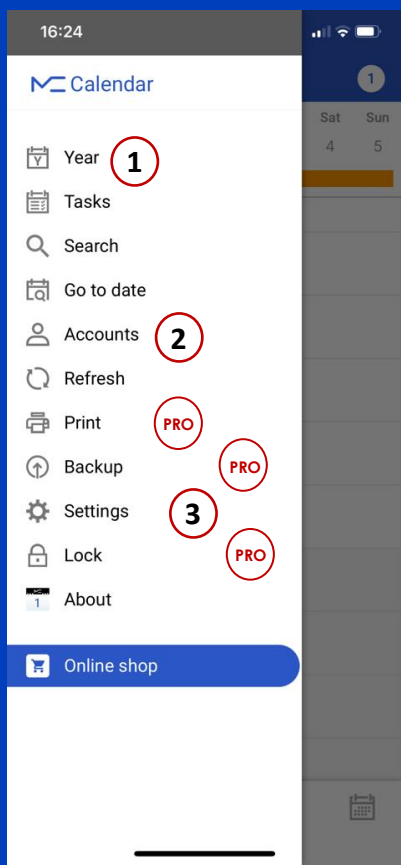 16:24
MC Calendar
1
Sat Sun
4 5
Year 1
Tasks
Search
Go to date
Accounts 2
Refresh
Print PRO
Backup PRO
Settings 3
Lock PRO
1 About
Online shop